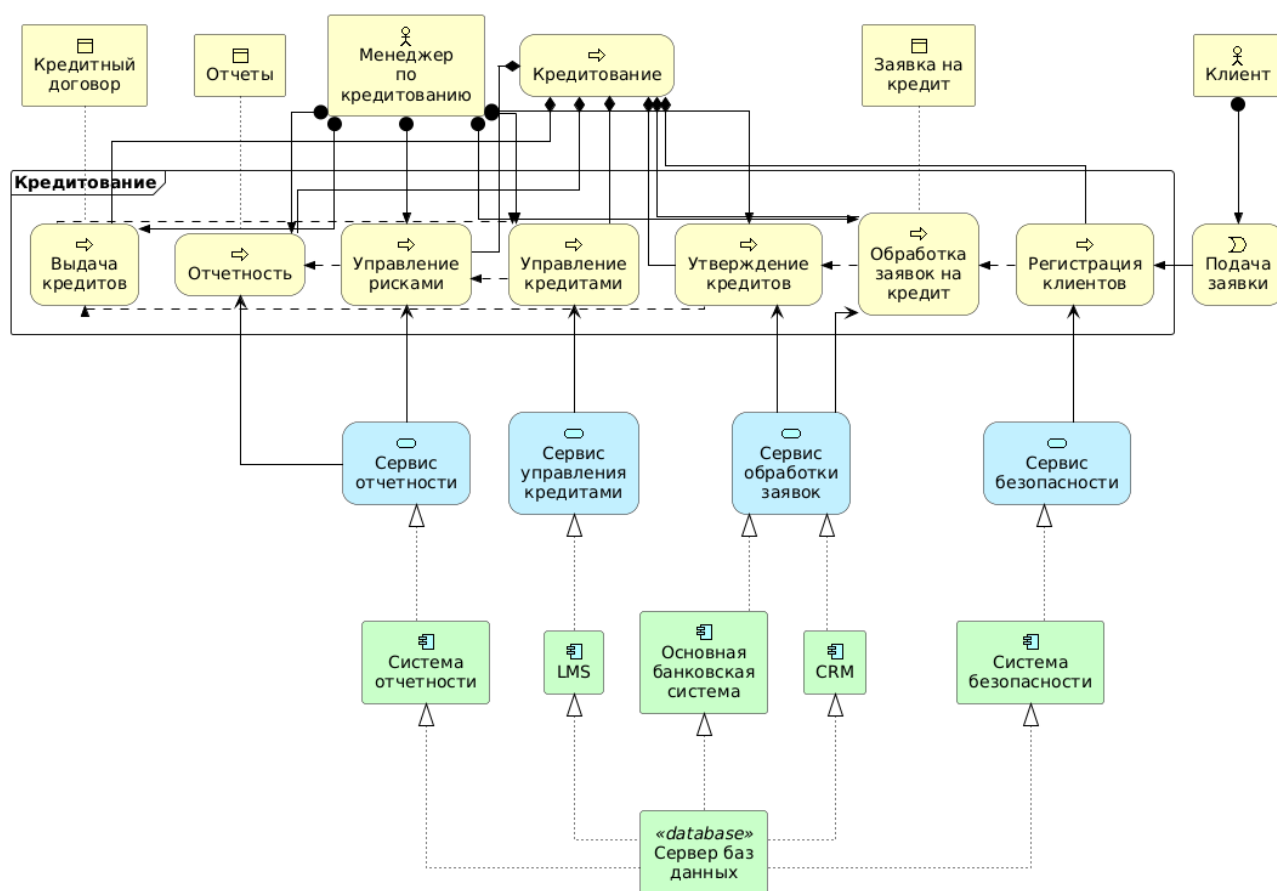 Кредитный
договор
Отчеты
Менеджер
по
кредитованию
Кредитование
Заявка на
кредит
Клиент
Кредитование
Выдача
кредитов
Отчетность
Управление
рисками
Управление
кредитами
Утверждение
кредитов
Обработка
заявок на
кредит
Регистрация
клиентов
Подача
заявки
Сервис
отчетности
Сервис
управления
кредитами
Сервис
обработки
заявок
Сервис
безопасности
Система
отчетности
LMS
Основная
банковская
система
CRM
Система
безопасности
«database»
Сервер баз
данных